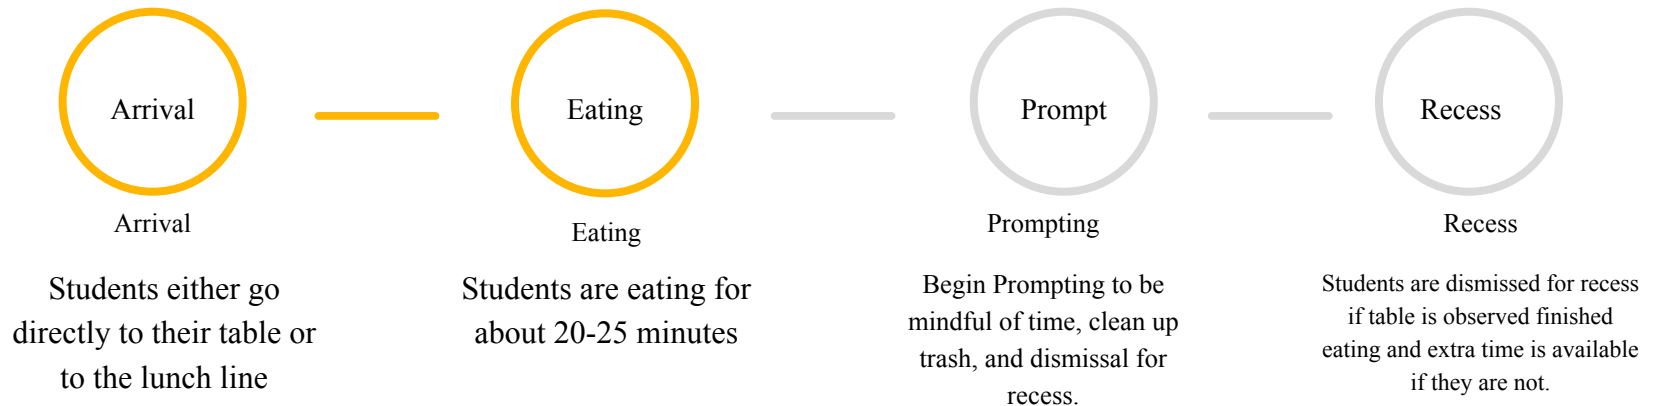 Arrival
Eating
Prompt
Recess
Arrival
Eating
Prompting
Recess
Students either go
directly to their table or
to the lunch line
Students are eating for
about 20-25 minutes
Begin Prompting to be
mindful of time, clean up
trash, and dismissal for
recess.
Students are dismissed for recess
if table is observed finished
eating and extra time is available
if they are not.